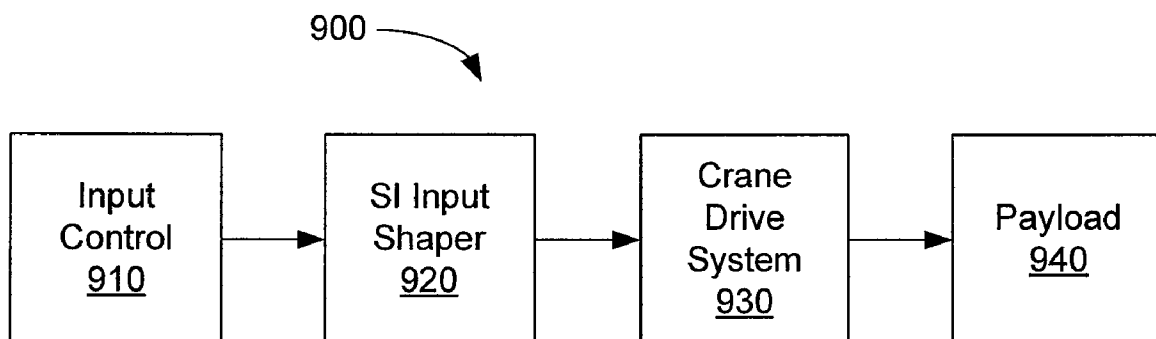 900
Input
Control
910
SI Input
Shaper
920
Crane
Drive
System
930
Payload
940